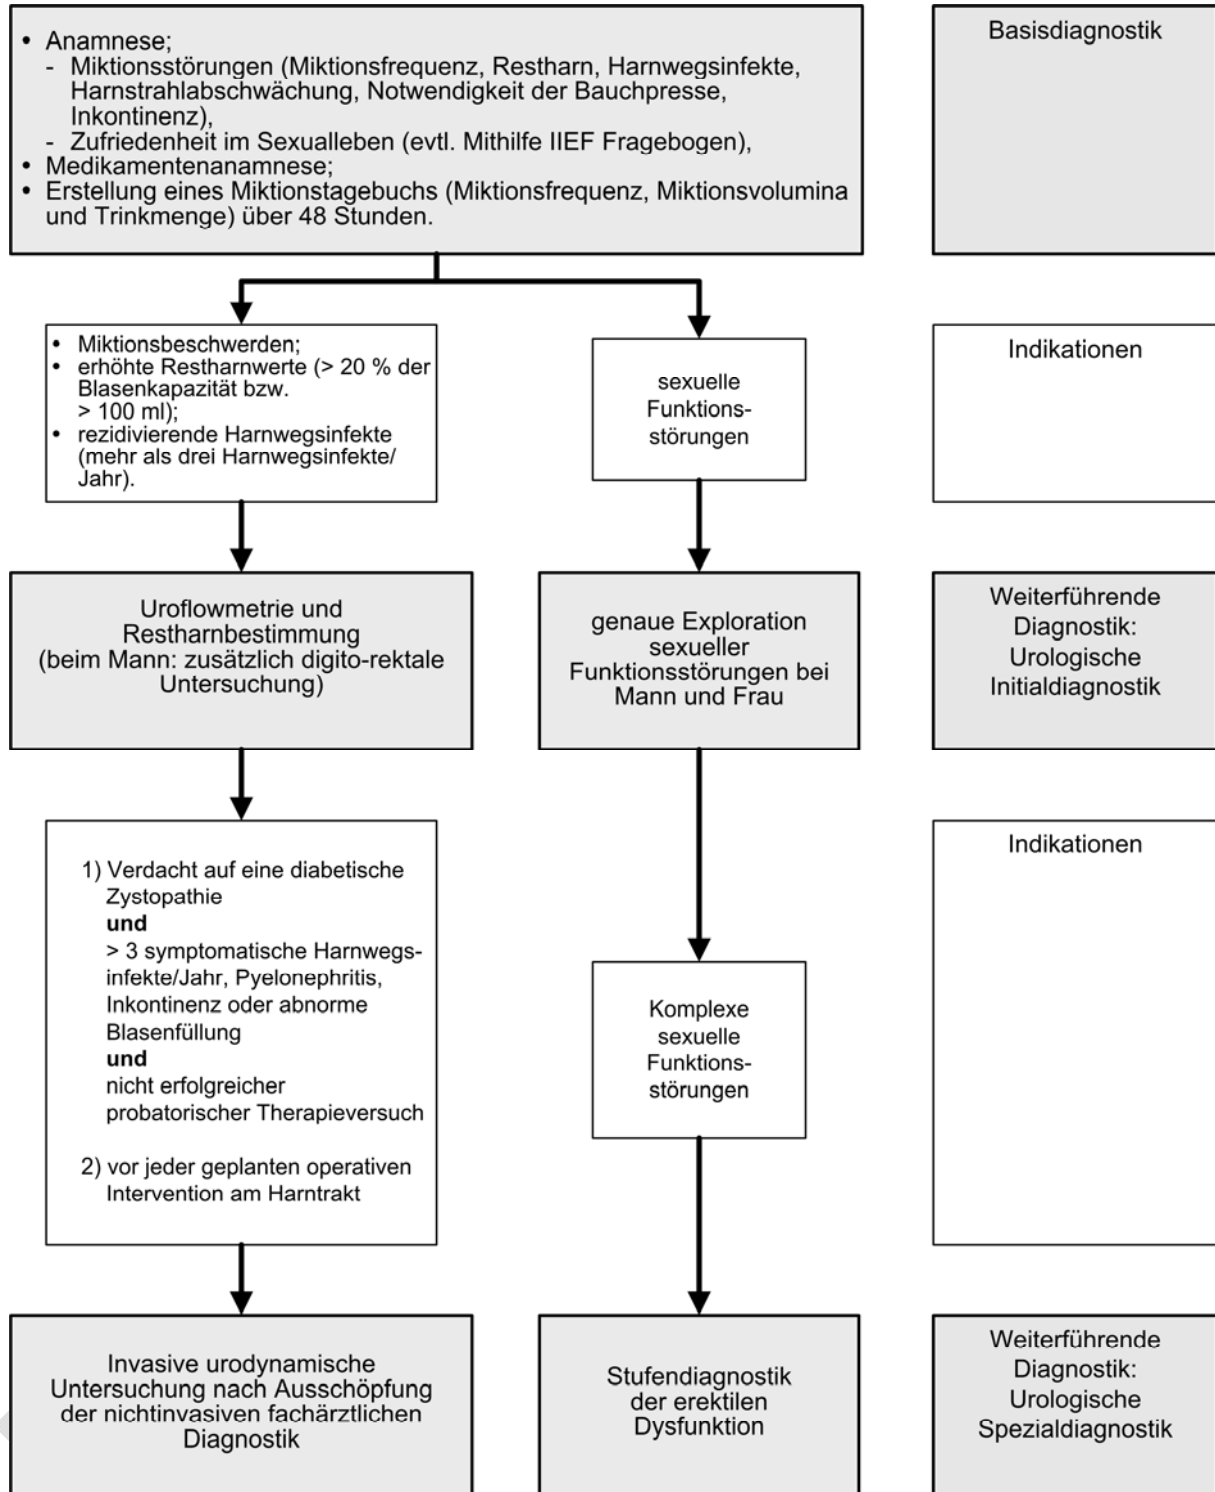 • Anamnese;
- Miktionsstörungen (Miktionsfrequenz, Restharn, Harnwegsinfekte,
Harnstrahlabschwächung, Notwendigkeit der Bauchpresse,
Inkontinenz),
- Zufriedenheit im Sexualleben (evtl. Mithilfe IIEF Fragebogen),
• Medikamentenanamnese;
• Erstellung eines Miktionstagebuchs (Miktionsfrequenz, Miktionsvolumina
und Trinkmenge) über 48 Stunden.
Basisdiagnostik
• Miktionsbeschwerden;
• erhöhte Restharnwerte (> 20 % der
Blasenkapazität bzw.
> 100 ml);
• rezidivierende Harnwegsinfekte
(mehr als drei Harnwegsinfekte/
Jahr).
sexuelle
Funktions-
störungen
Indikationen
Uroflowmetrie und
Restharnbestimmung
(beim Mann: zusätzlich digito-rektale
Untersuchung)
genaue Exploration
sexueller
Funktionsstörungen bei
Mann und Frau
Weiterführende
Diagnostik:
Urologische
Initialdiagnostik
1) Verdacht auf eine diabetische
Zystopathie
und
> 3 symptomatische Harnwegs-
infekte/Jahr, Pyelonephritis,
Inkontinenz oder abnorme
Blasenfüllung
und
nicht erfolgreicher
probatorischer Therapieversuch
2) vor jeder geplanten operativen
Intervention am Harntrakt
Komplexe
sexuelle
Funktions-
störungen
Indikationen
Invasive urodynamische
Untersuchung nach Ausschöpfung
der nichtinvasiven fachärztlichen
Diagnostik
Stufendiagnostik
der erektilen
Dysfunktion
Weiterführende
Diagnostik:
Urologische
Spezialdiagnostik